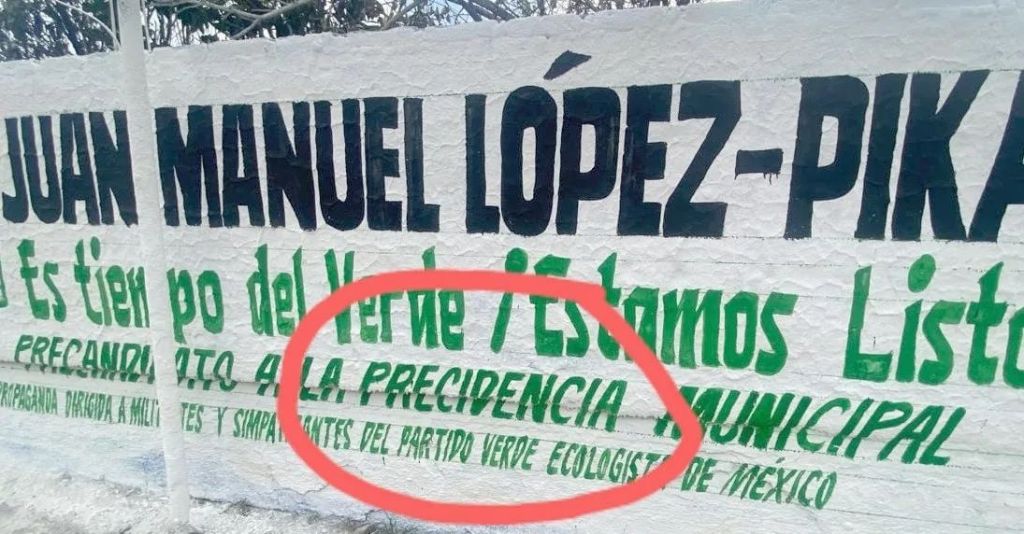 JUAN MANUEL LÓPEZ-PIKA
Es tiempo del Verde ¡Estamos Listo
PRECANDIDATO A LA PRECIDENCIA MUNICIPAL
PROPAGANDA DIRIGIDA A MILITANTES Y SIMPATIZANTES DEL PARTIDO VERDE ECOLOGISTA DE MÉXICO